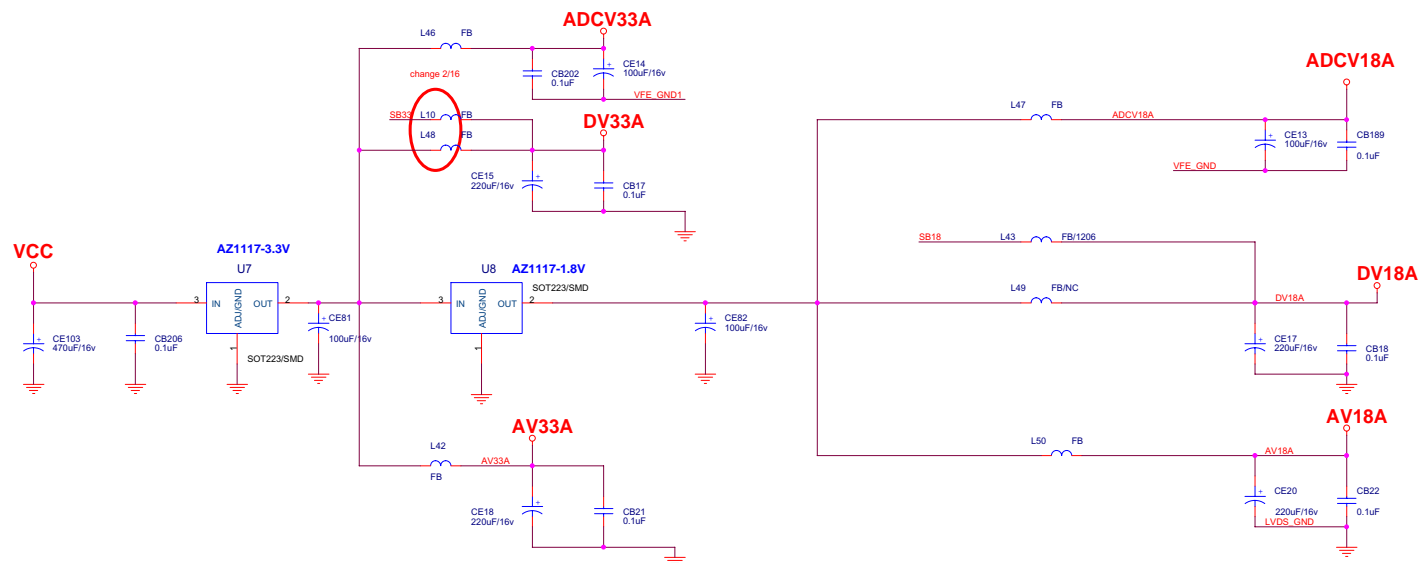 ADCV33A
L46 FB
CB202
0.1uF
+
CE14
100uF/16v
VFE_GND1
change 2/16
SB33 L10 FB
L48 FB
DV33A
CE15
220uF/16v
+
CB17
0.1uF
ADCV18A
L47 FB
ADCV18A
+
CE13
100uF/16v
CB189
0.1uF
VFE_GND
VCC
AZ1117-3.3V
U7
3 IN OUT 2
ADJ/GND
1
SOT223/SMD
+
CE103
470uF/16v
CB206
0.1uF
+ CE81
100uF/16v
U8 AZ1117-1.8V
SOT223/SMD
3 IN OUT 2
ADJ/GND
1
+ CE82
100uF/16v
SB18 L43 FB/1206
L49 FB/NC
DV18A
DV18A
+
CE17
220uF/16v
CB18
0.1uF
AV33A
L42
FB
AV33A
+
CE18
220uF/16v
CB21
0.1uF
AV18A
L50 FB
AV18A
+
CE20
220uF/16v
CB22
0.1uF
LVDS_GND